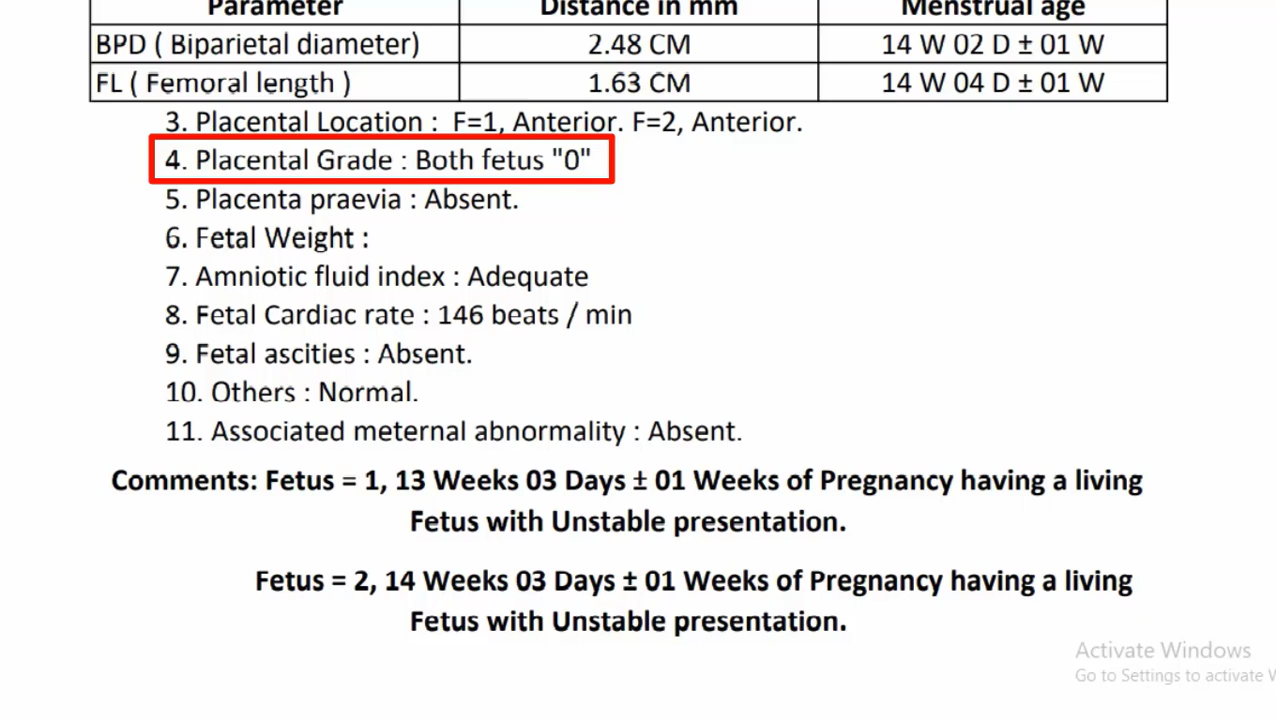 Parameter Distance in mm Menstrual age
BPD ( Biparietal diameter) 2.48 CM 14 W 02 D ± 01 W
FL ( Femoral length ) 1.63 CM 14 W 04 D ± 01 W
3. Placental Location : F=1, Anterior. F=2, Anterior.
4. Placental Grade : Both fetus "0"
5. Placenta praevia : Absent.
6. Fetal Weight :
7. Amniotic fluid index : Adequate
8. Fetal Cardiac rate : 146 beats / min
9. Fetal ascities : Absent.
10. Others : Normal.
11. Associated meternal abnormality : Absent.
Comments: Fetus = 1, 13 Weeks 03 Days ± 01 Weeks of Pregnancy having a living
Fetus with Unstable presentation.
Fetus = 2, 14 Weeks 03 Days ± 01 Weeks of Pregnancy having a living
Fetus with Unstable presentation.
Activate Windows
Go to Settings to activate W